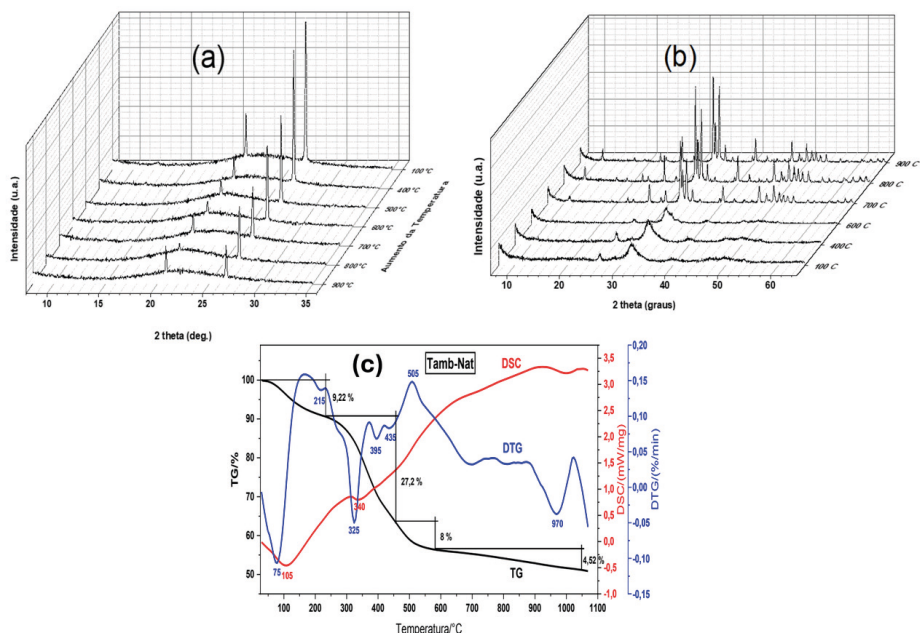 (a)
Intensidade (u.a.)
10
15
20
25
30
35
2 theta (deg.)
100 °C
400 °C
500 °C
600 °C
700 °C
800 °C
900 °C
Aumento da Temperatura
(b)
Intensidade (u.a.)
10
20
30
40
50
60
2 theta (graus)
900 C
800 C
700 C
600 C
400 C
100 C
(c)
Tamb-Nat
DSC
DTG
TG
TG/%
100
90
80
70
60
50
0 100 200 300 400 500 600 700 800 900 1000 1100
Temperatura/°C
75
105
215
9,22 %
325
340
395
435
505
27,2 %
8 %
970
4,52 %
3,5
3,0
2,5
2,0
1,5
1,0
0,5
0,0
-0,5
-1,0
DSC/(mW/mg)
0,20
0,15
0,10
0,05
0,00
-0,05
-0,10
-0,15
DTG/(%/min)